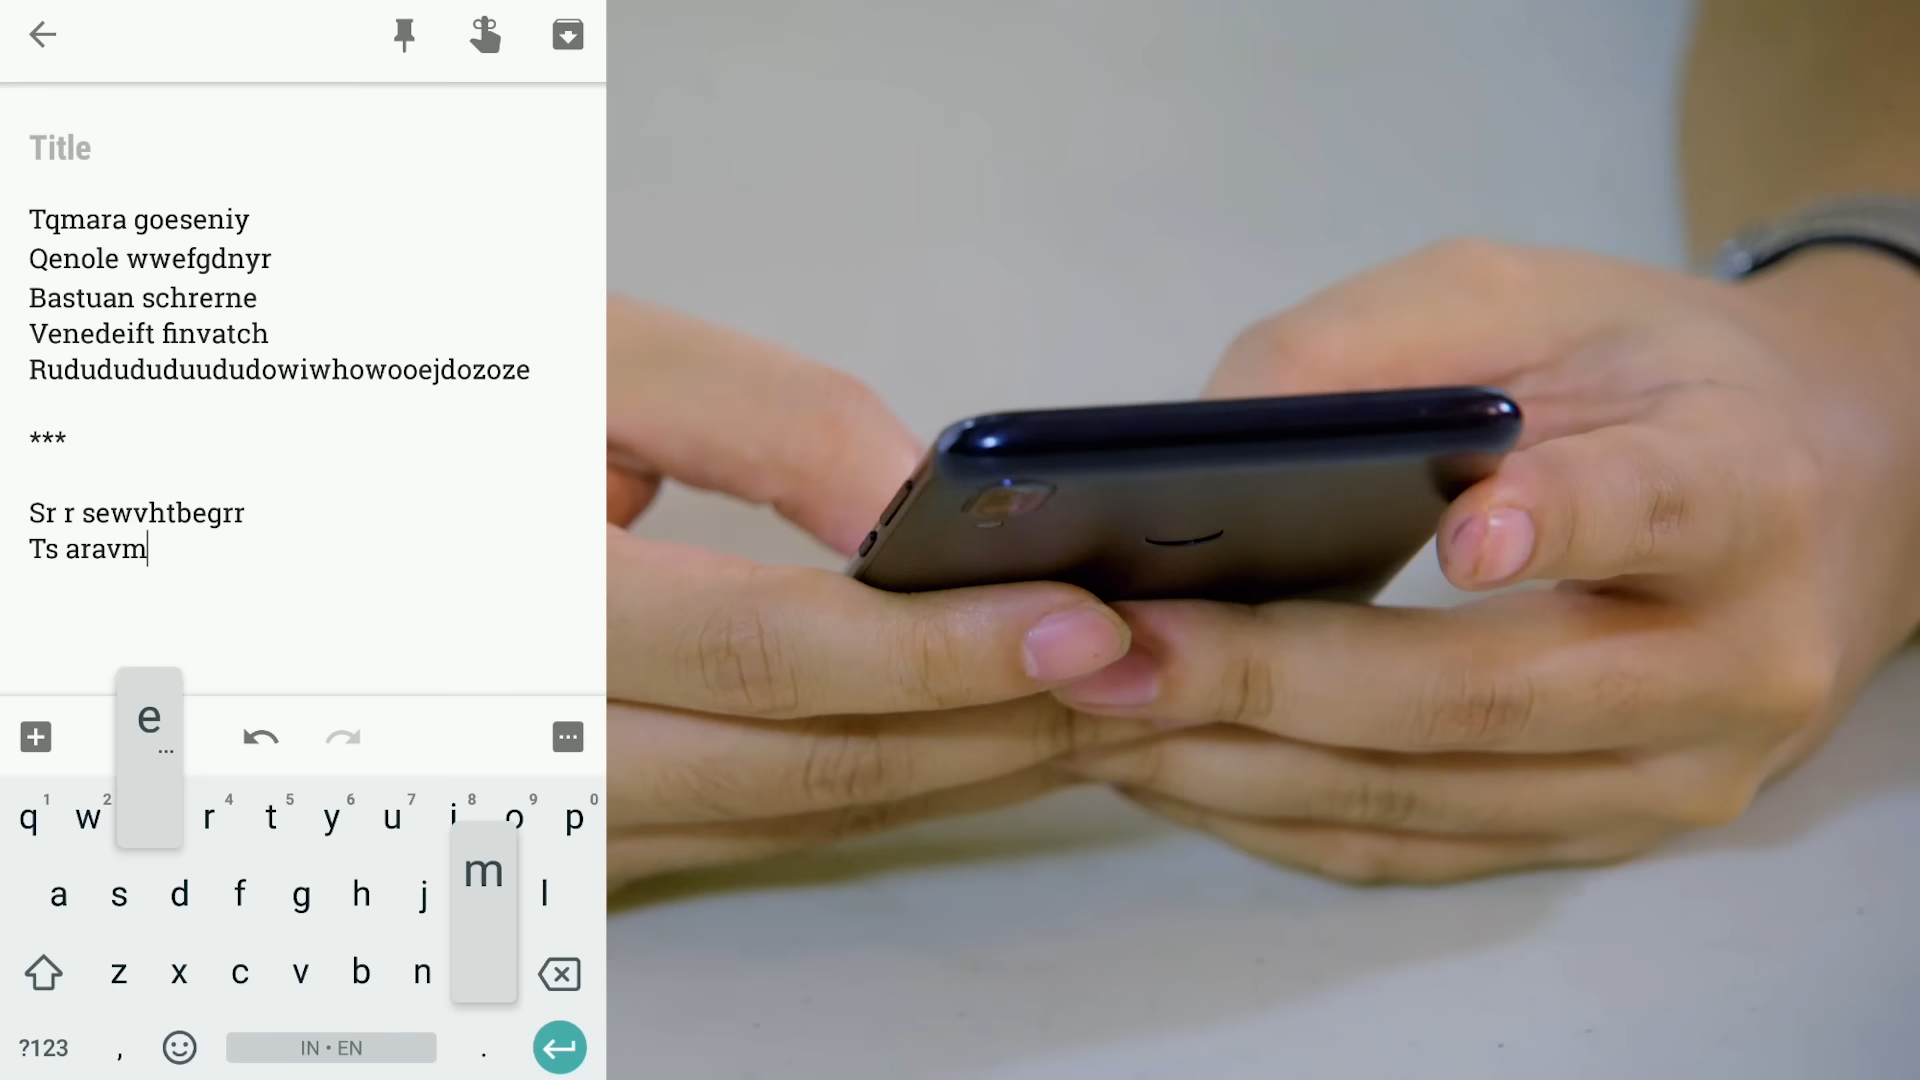 Title
Tqmara goeseniy
Qenole wwefgdnyr
Bastuan schrerne
Venedeift finvatch
Rududududuududowiwhowooejdozoze
***
Sr r sewvhtbegrr
Ts aravm
e
...
q 1 w 2 r 4 t 5 y 6 u 7 i 8 o 9 p 0
a s d f g h j m l
z x c v b n
?123 , IN • EN .